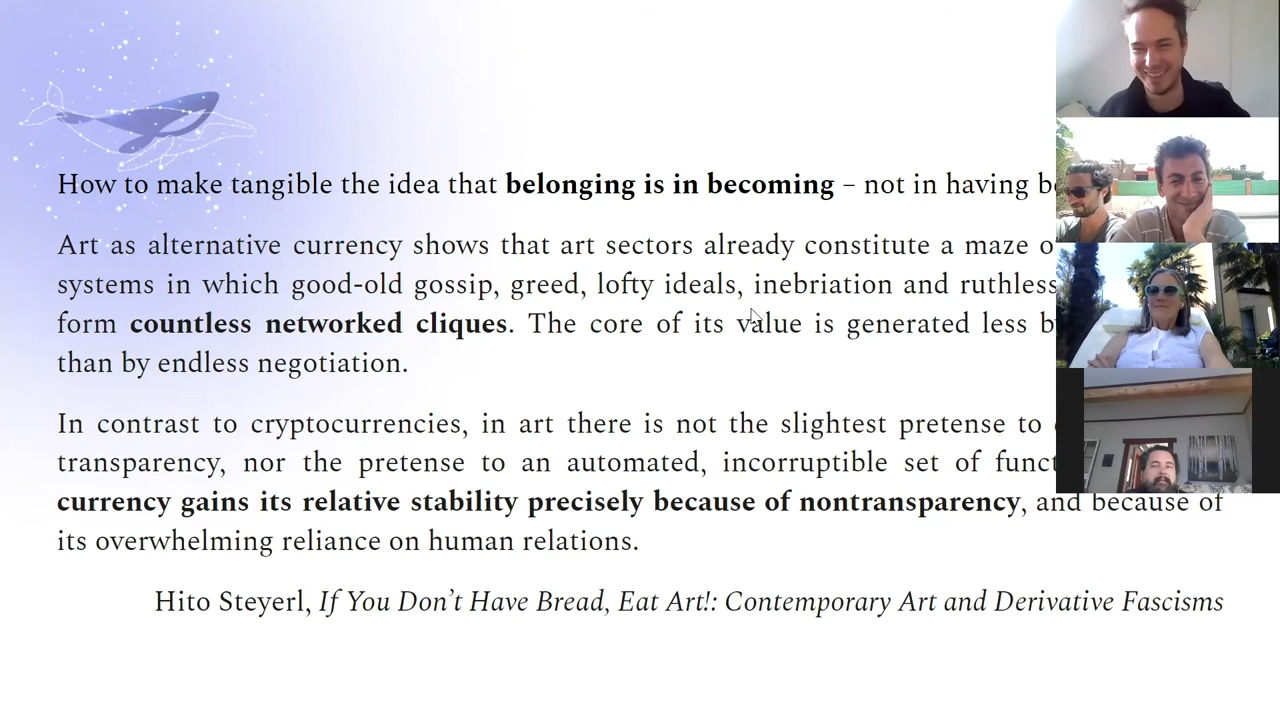 How to make tangible the idea that belonging is in becoming – not in having
Art as alternative currency shows that art sectors already constitute a maze
systems in which good-old gossip, greed, lofty ideals, inebriation and
form countless networked cliques. The core of its value is generated less
than by endless negotiation.
In contrast to cryptocurrencies, in art there is not the slightest pretense to
transparency, nor the pretense to an automated, incorruptible set of
currency gains its relative stability precisely because of nontransparency, and because of
its overwhelming reliance on human relations.
Hito Steyerl, If You Don’t Have Bread, Eat Art!: Contemporary Art and Derivative Fascisms